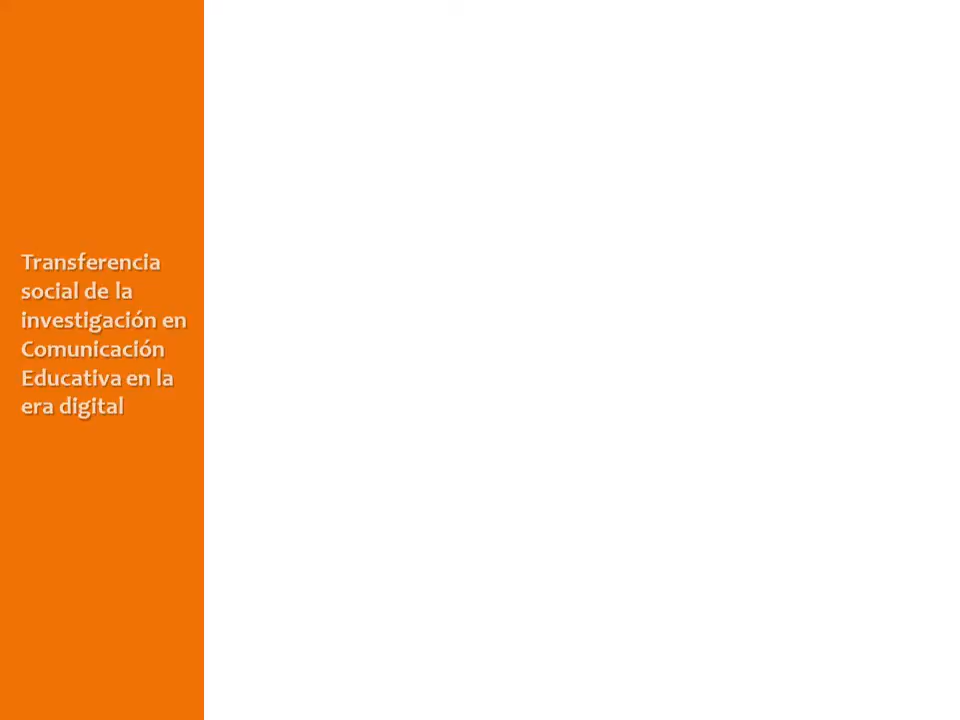 Transferencia
social de la
investigación en
Comunicación
Educativa en la
era digital